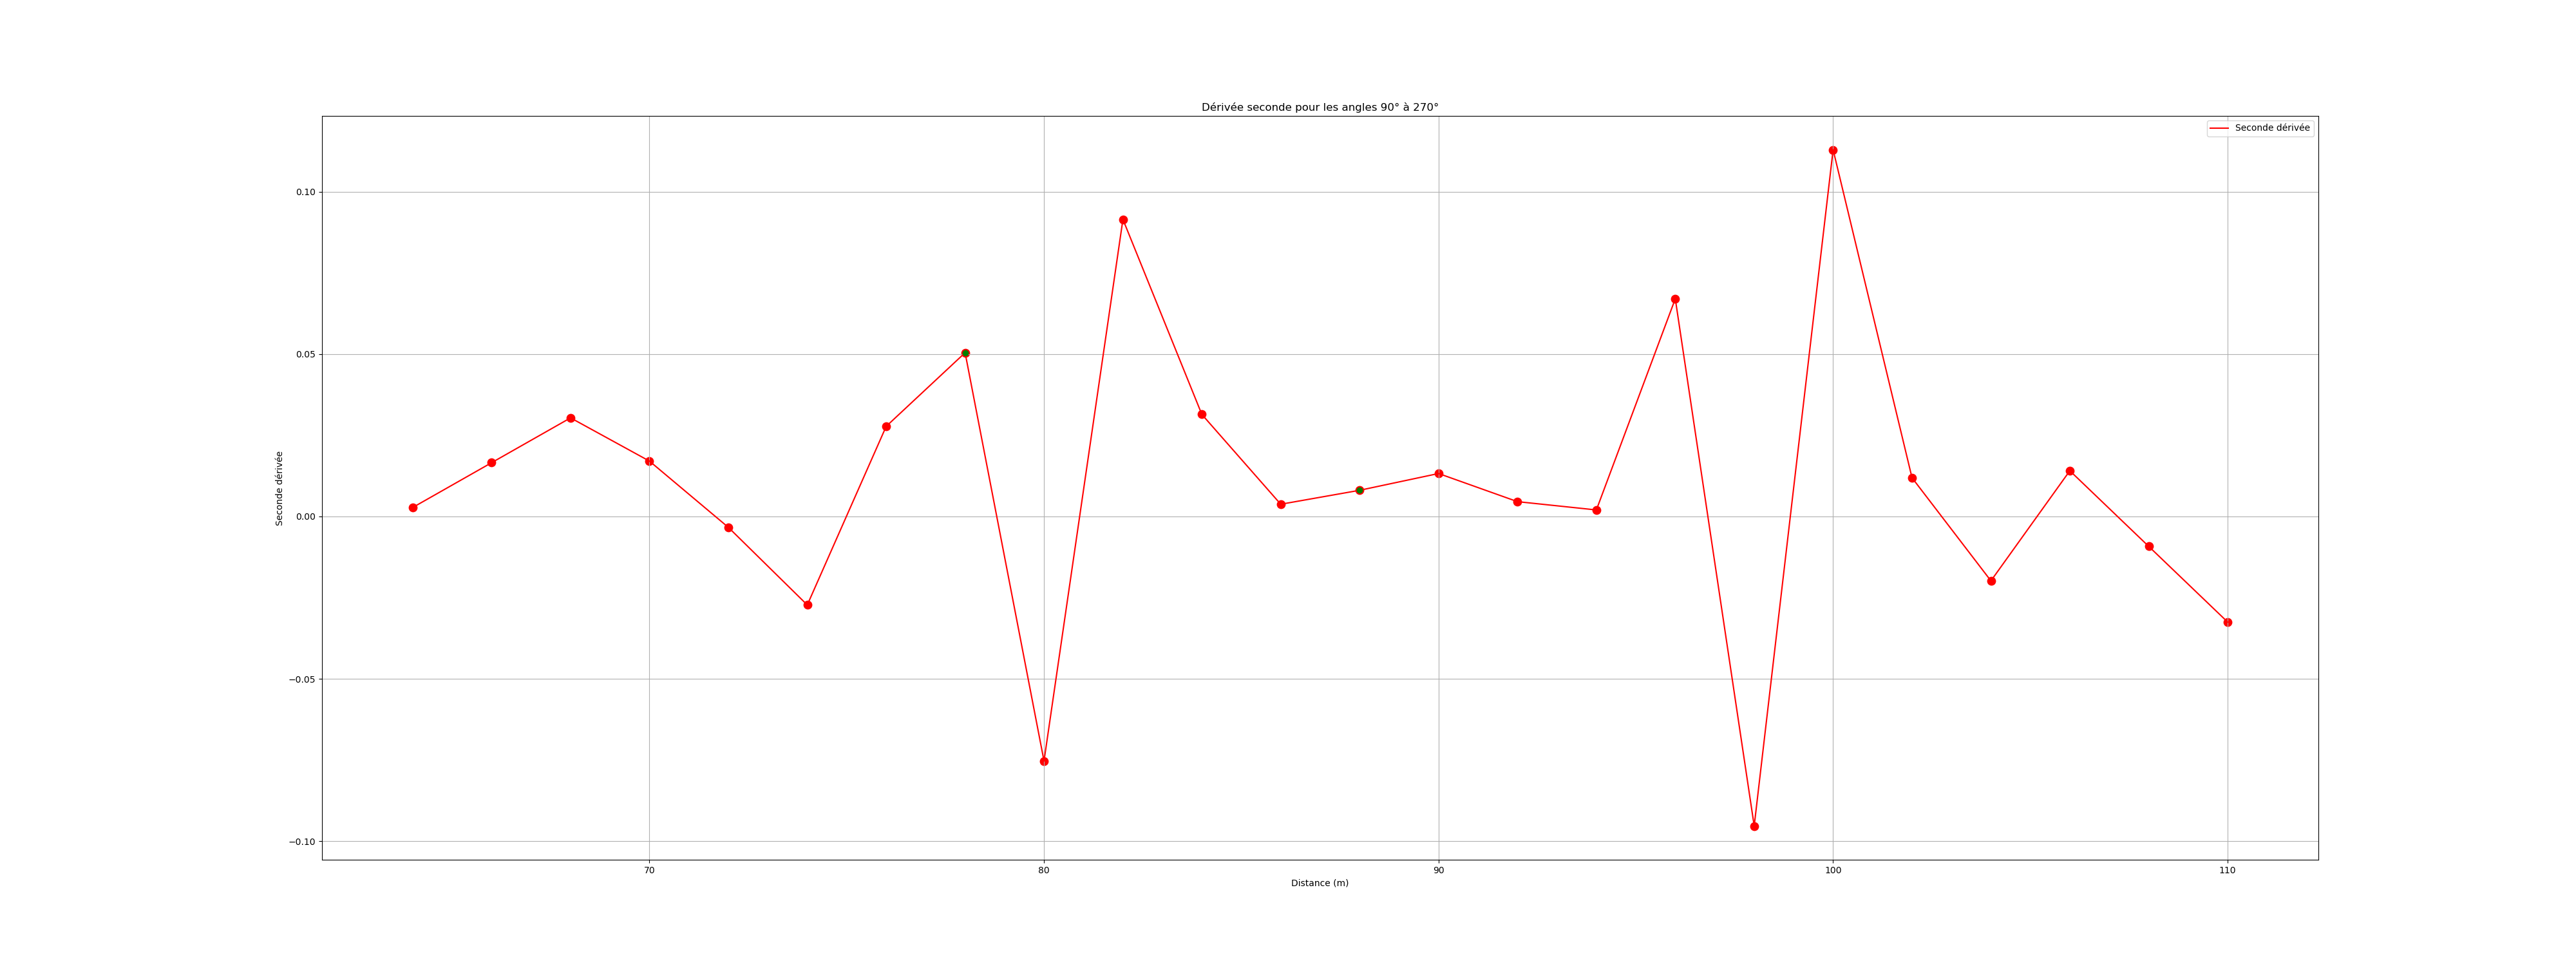 Dérivée seconde pour les angles 90° à 270°
Seconde dérivée
0.10
0.05
0.00
−0.05
−0.10
Seconde dérivée
70
80
90
100
110
Distance (m)